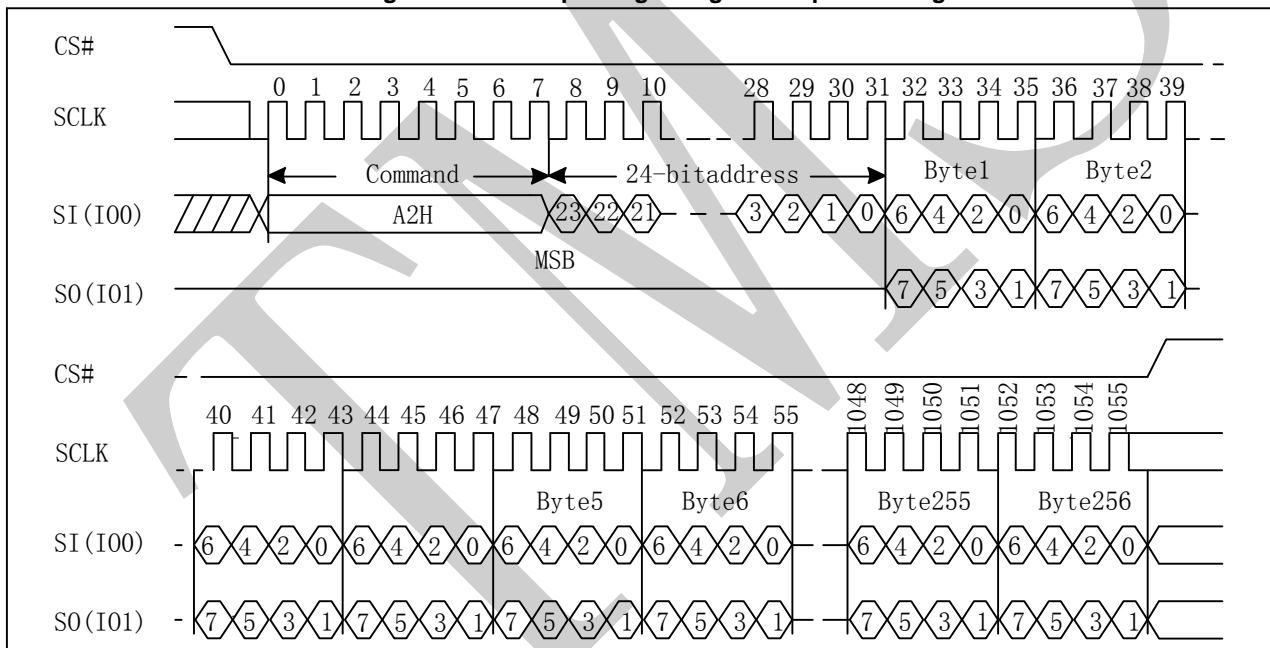 CS#
0 1 2 3 4 5 6 7 8 9 10 28 29 30 31 32 33 34 35 36 37 38 39
SCLK
Command 24-bitaddress Byte1 Byte2
SI(IO0) A2H 23 22 21 3 2 1 0 6 4 2 0 6 4 2 0
MSB
SO(IO1) 7 5 3 1 7 5 3 1
CS#
40 41 42 43 44 45 46 47 48 49 50 51 52 53 54 55 1048 1049 1050 1051 1052 1053 1054 1055
SCLK
Byte5 Byte6 Byte255 Byte256
SI(IO0) 6 4 2 0 6 4 2 0 6 4 2 0 6 4 2 0 6 4 2 0 6 4 2 0
SO(IO1) 7 5 3 1 7 5 3 1 7 5 3 1 7 5 3 1 7 5 3 1 7 5 3 1